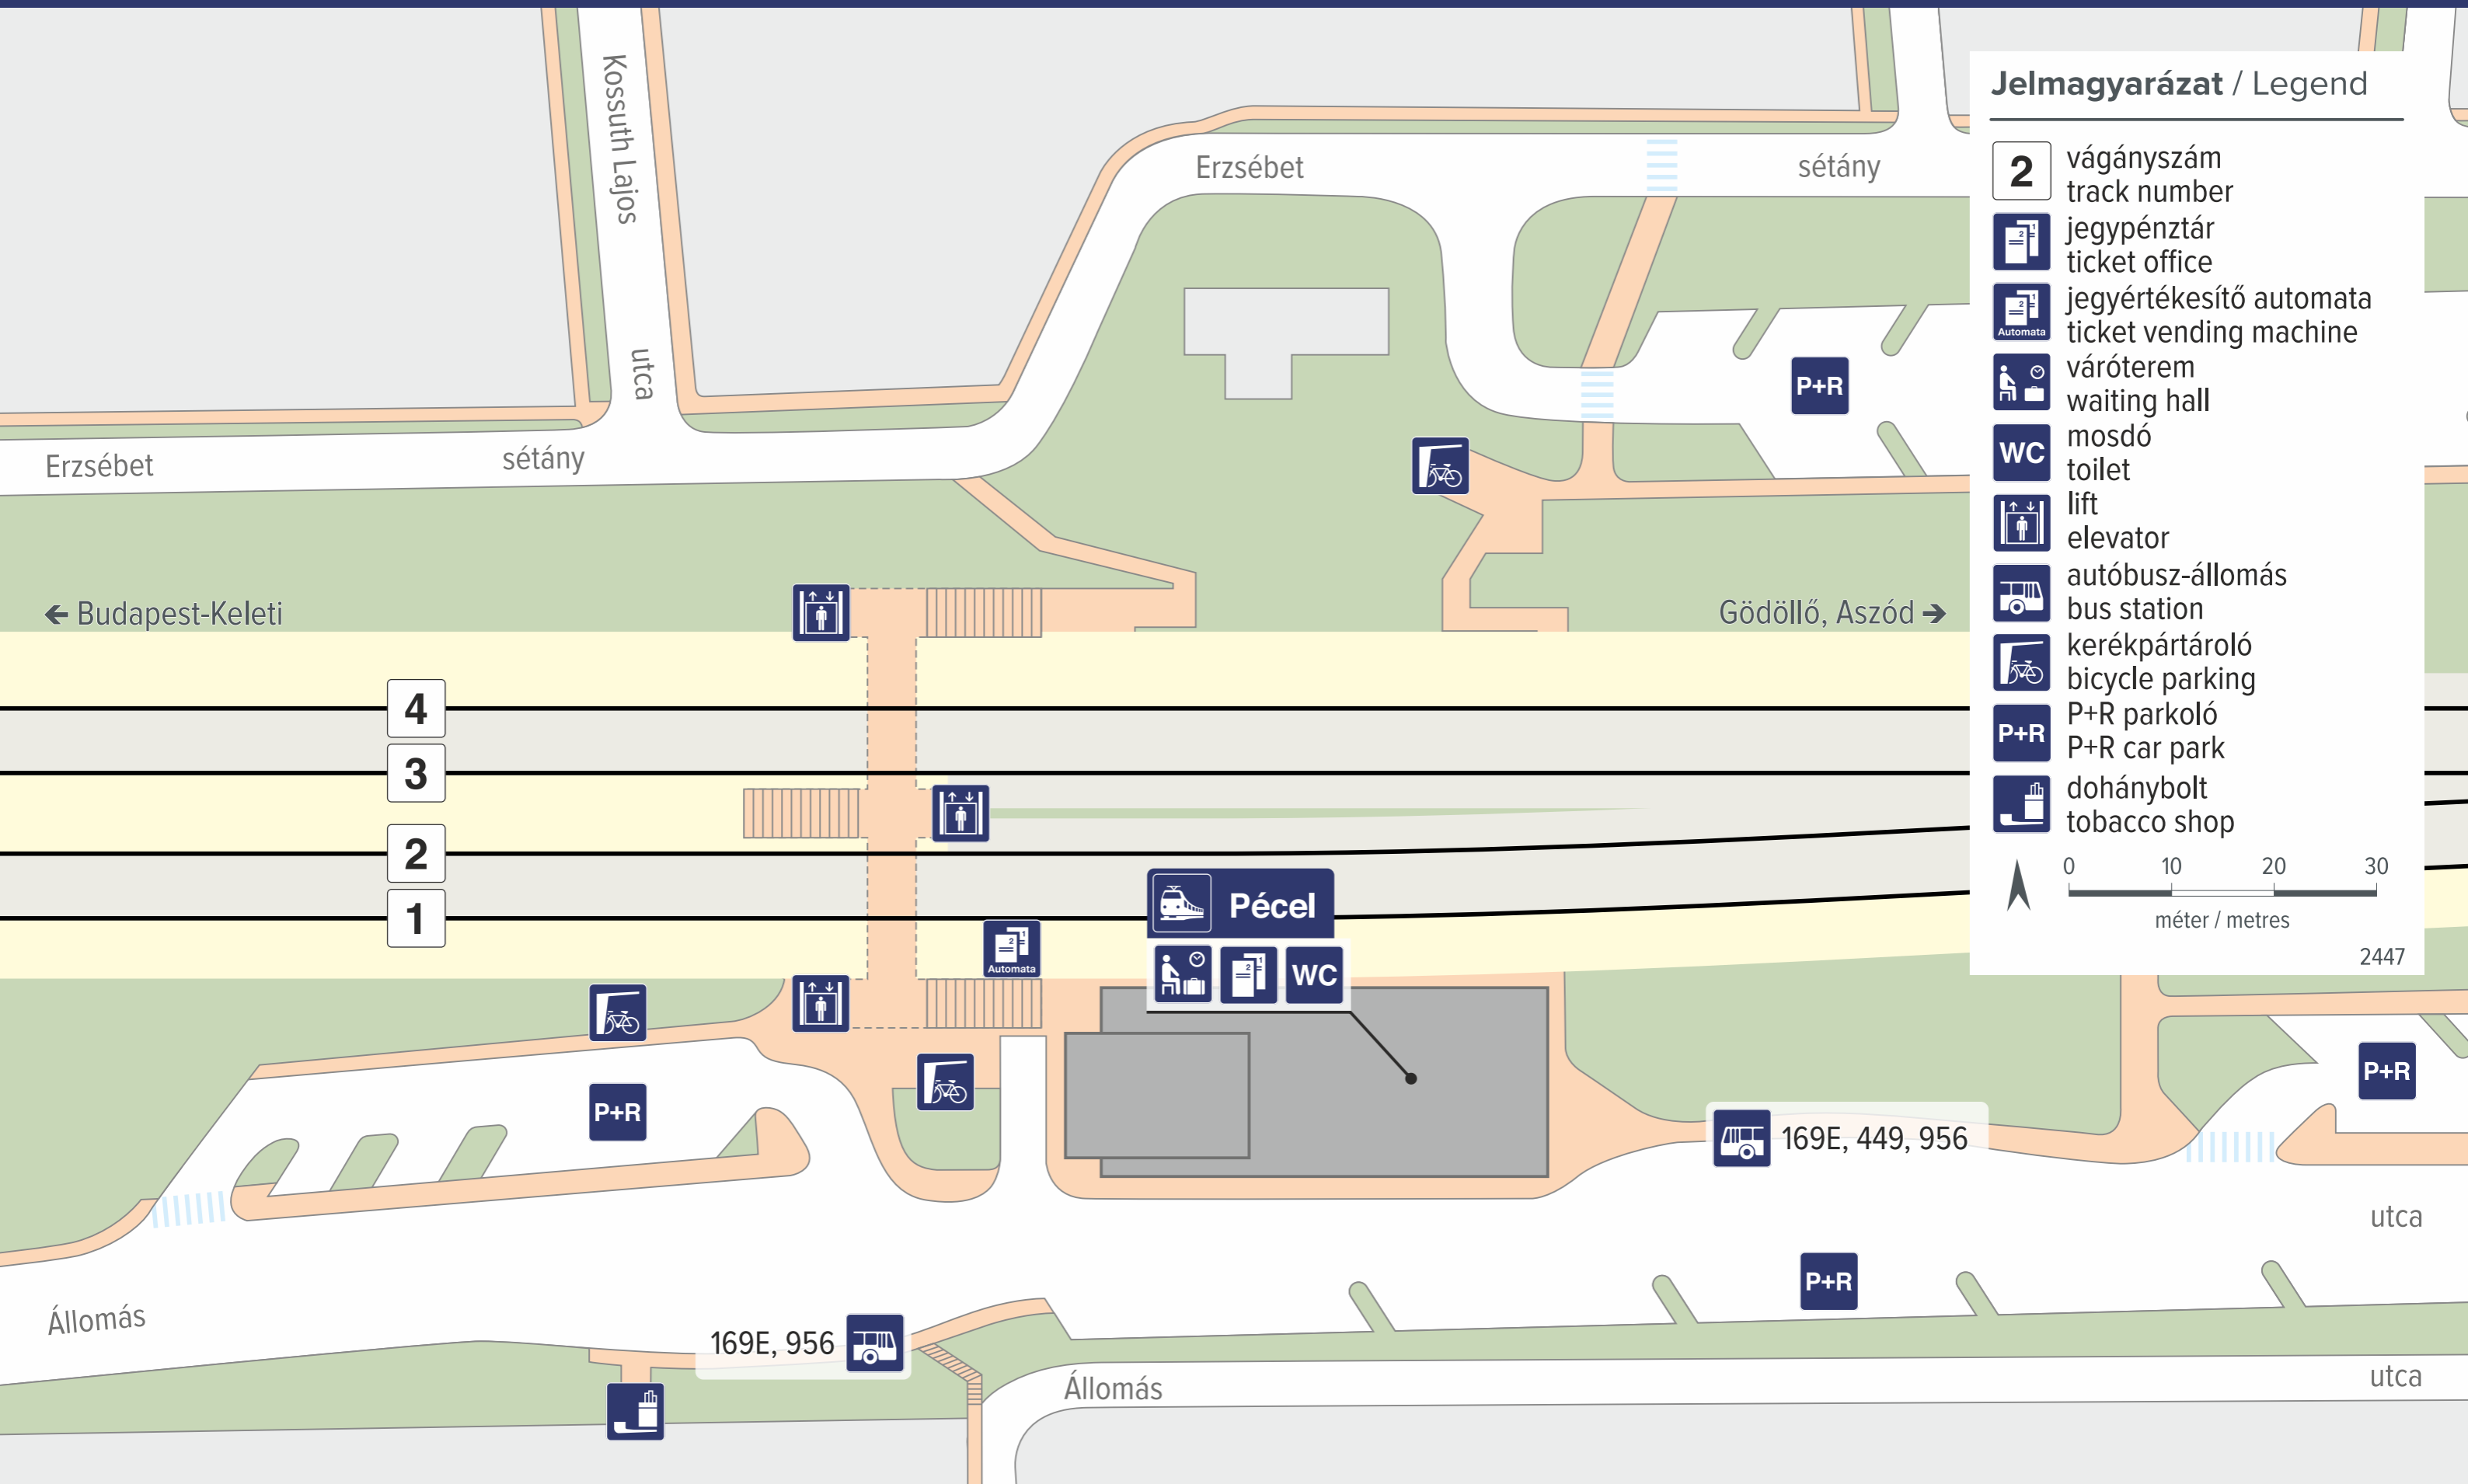 Kossuth Lajos
utca
Erzsébet
sétány
Erzsébet
sétány
P+R
← Budapest-Keleti
Gödöllő, Aszód →
4
3
2
1
Automata
Pécel
WC
P+R
169E, 449, 956
P+R
utca
P+R
Állomás
169E, 956
Állomás
utca
Jelmagyarázat / Legend
2
vágányszám
track number
jegypénztár
ticket office
Automata
jegyértékesítő automata
ticket vending machine
váróterem
waiting hall
WC
mosdó
toilet
lift
elevator
autóbusz-állomás
bus station
kerékpártároló
bicycle parking
P+R
P+R parkoló
P+R car park
dohánybolt
tobacco shop
0 10 20 30
méter / metres
2447